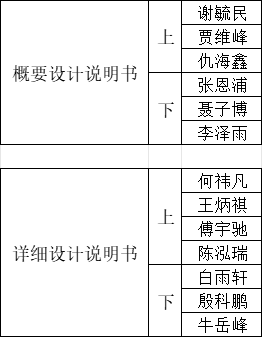 概要设计说明书
上
谢毓民
贾维峰
仇海鑫
下
张恩浦
聂子博
李泽雨
详细设计说明书
上
何祎凡
王炳祺
傅宇驰
陈泓瑞
下
白雨轩
殷科鹏
牛岳峰